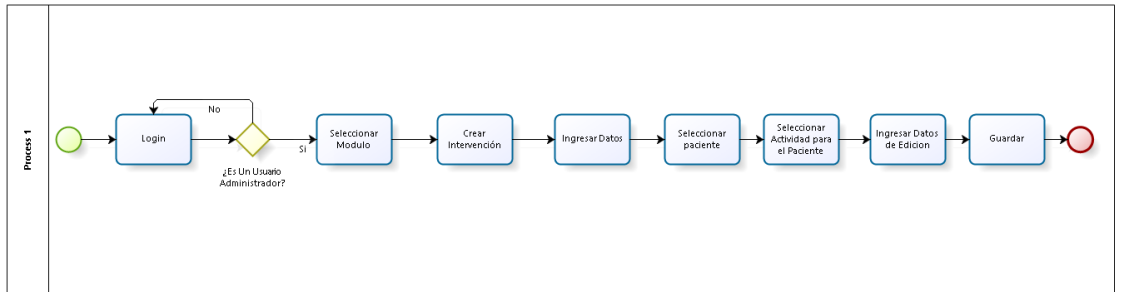 Process 1
No
Login
¿Es Un Usuario
Administrador?
Si
Seleccionar
Modulo
Crear
Intervención
Ingresar Datos
Seleccionar
paciente
Seleccionar
Actividad para
el Paciente
Ingresar Datos
de Edicion
Guardar